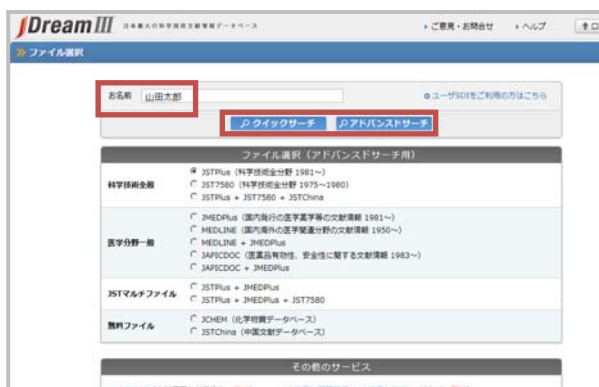 JDream III 日本最大の科学技術文献情報データベース ご意見・お問合せ ヘルプ
ファイル選択
お名前 山田太郎 ユーザSDIをご利用の方はこちら
クイックサーチ アドバンスドサーチ
ファイル選択（アドバンスドサーチ用）
科学技術全般
JSTPlus（科学技術全分野 1981～）
JST7580（科学技術全分野 1975～1980）
JSTPlus + JST7580 + JSTChina
医学分野一般
JMEDPlus（国内発行の医学薬学等の文献情報 1981～）
MEDLINE（国内海外の医学関連分野の文献情報 1950～）
MEDLINE + JMEDPlus
JAPICDOC（医薬品有効性、安全性に関する文献情報 1983～）
JAPICDOC + JMEDPlus
JSTマルチファイル
JSTPlus + JMEDPlus
JSTPlus + JMEDPlus + JST7580
無料ファイル
JCHEM（化学物質データベース）
JSTChina（中国文献データベース）
その他のサービス